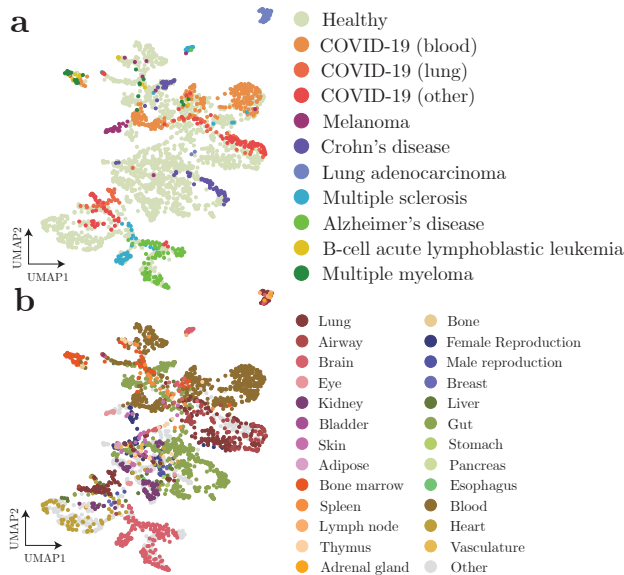 a
Healthy
COVID-19 (blood)
COVID-19 (lung)
COVID-19 (other)
Melanoma
Crohn's disease
Lung adenocarcinoma
Multiple sclerosis
Alzheimer's disease
B-cell acute lymphoblastic leukemia
Multiple myeloma
UMAP2
UMAP1
b
Lung
Airway
Brain
Eye
Kidney
Bladder
Skin
Adipose
Bone marrow
Spleen
Lymph node
Thymus
Adrenal gland
Bone
Female Reproduction
Male reproduction
Breast
Liver
Gut
Stomach
Pancreas
Esophagus
Blood
Heart
Vasculature
Other
UMAP2
UMAP1